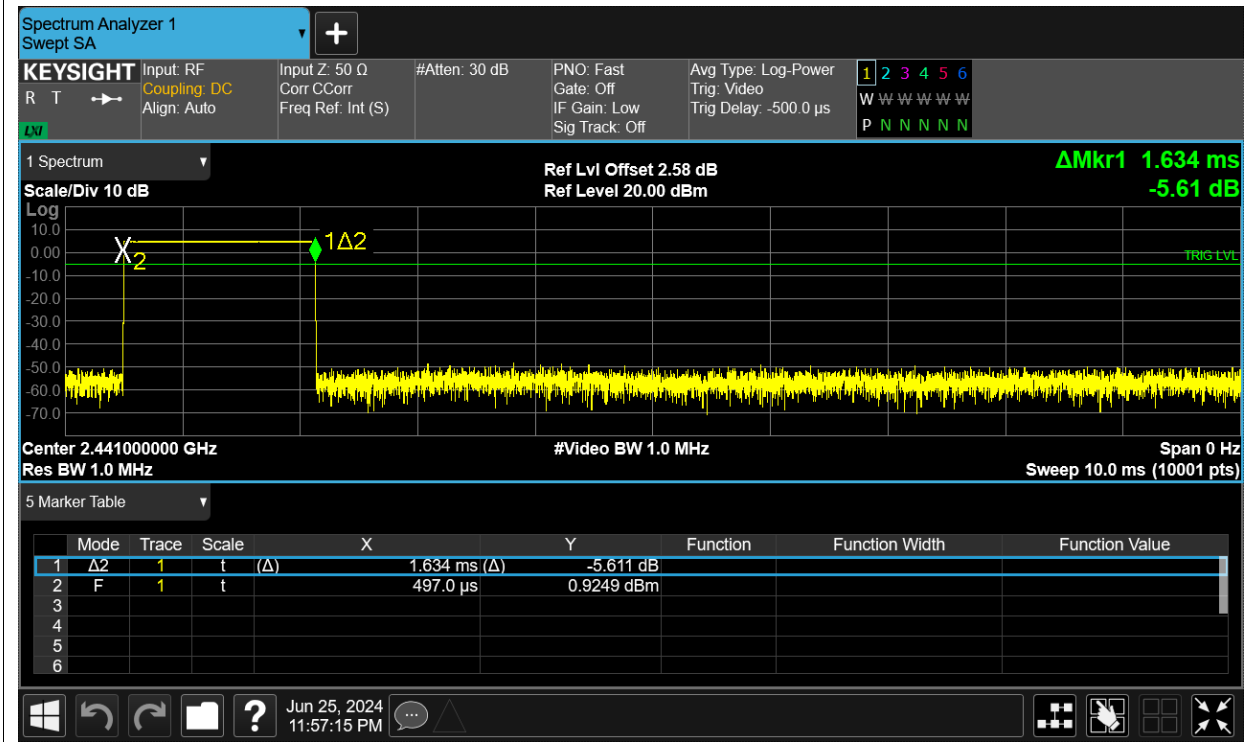 Spectrum Analyzer 1
Swept SA
KEYSIGHT
R T
LXI
Input: RF
Coupling: DC
Align: Auto
Input Z: 50 Ω
Corr CCorr
Freq Ref: Int (S)
#Atten: 30 dB
PNO: Fast
Gate: Off
IF Gain: Low
Sig Track: Off
Avg Type: Log-Power
Trig: Video
Trig Delay: -500.0 µs
1 2 3 4 5 6
W W W W W W
P N N N N N
1 Spectrum
Scale/Div 10 dB
Ref Lvl Offset 2.58 dB
Ref Level 20.00 dBm
ΔMkr1 1.634 ms
-5.61 dB
Log
10.0
0.00
-10.0
-20.0
-30.0
-40.0
-50.0
-60.0
-70.0
X
2
1Δ2
TRIG LVL
Center 2.441000000 GHz
#Video BW 1.0 MHz
Span 0 Hz
Res BW 1.0 MHz
Sweep 10.0 ms (10001 pts)
5 Marker Table
Mode Trace Scale X Y Function Function Width Function Value
1 Δ2 1 t (Δ) 1.634 ms (Δ) -5.611 dB
2 F 1 t 497.0 µs 0.9249 dBm
3
4
5
6
?
Jun 25, 2024
11:57:15 PM